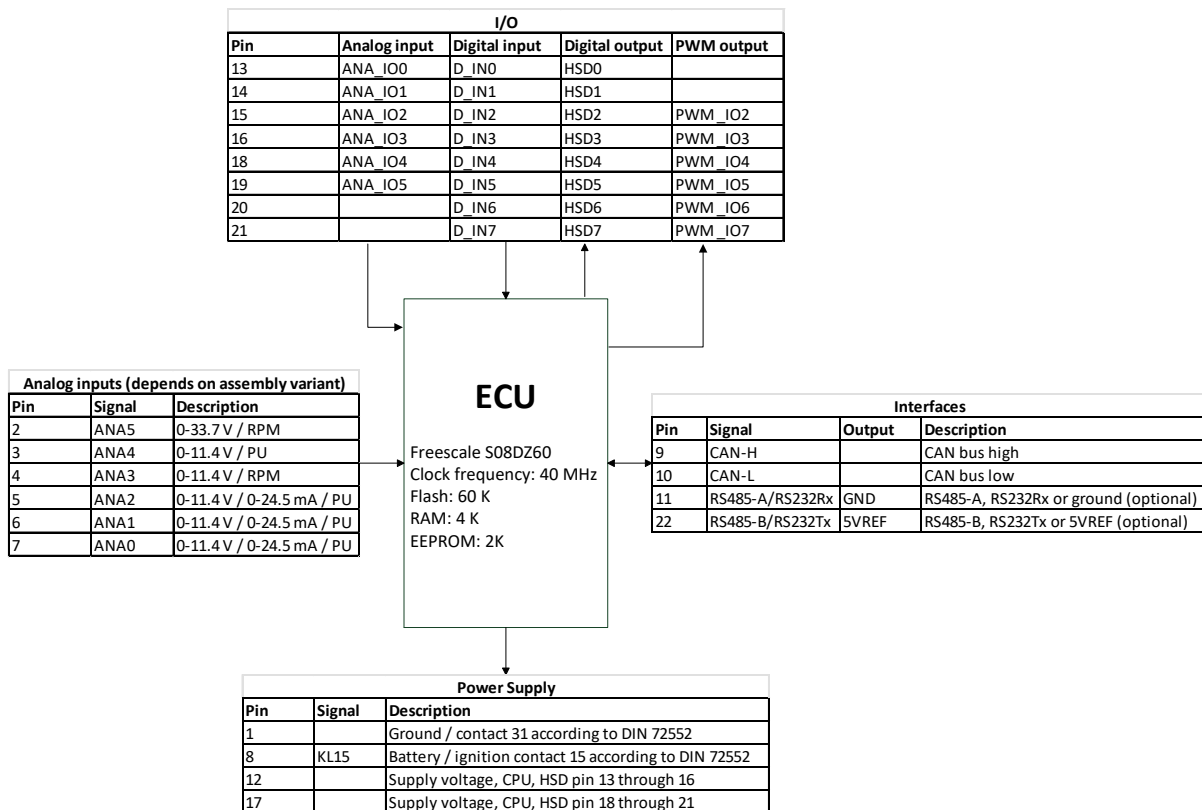 I/O
Pin Analog input Digital input Digital output PWM output
13 ANA_IO0 D_IN0 HSD0
14 ANA_IO1 D_IN1 HSD1
15 ANA_IO2 D_IN2 HSD2 PWM_IO2
16 ANA_IO3 D_IN3 HSD3 PWM_IO3
18 ANA_IO4 D_IN4 HSD4 PWM_IO4
19 ANA_IO5 D_IN5 HSD5 PWM_IO5
20 D_IN6 HSD6 PWM_IO6
21 D_IN7 HSD7 PWM_IO7
Analog inputs (depends on assembly variant)
Pin Signal Description
2 ANA5 0-33.7 V / RPM
3 ANA4 0-11.4 V / PU
4 ANA3 0-11.4 V / RPM
5 ANA2 0-11.4 V / 0-24.5 mA / PU
6 ANA1 0-11.4 V / 0-24.5 mA / PU
7 ANA0 0-11.4 V / 0-24.5 mA / PU
ECU
Freescale S08DZ60
Clock frequency: 40 MHz
Flash: 60 K
RAM: 4 K
EEPROM: 2K
Interfaces
Pin Signal Output Description
9 CAN-H CAN bus high
10 CAN-L CAN bus low
11 RS485-A/RS232Rx GND RS485-A, RS232Rx or ground (optional)
22 RS485-B/RS232Tx 5VREF RS485-B, RS232Tx or 5VREF (optional)
Power Supply
Pin Signal Description
1 Ground / contact 31 according to DIN 72552
8 KL15 Battery / ignition contact 15 according to DIN 72552
12 Supply voltage, CPU, HSD pin 13 through 16
17 Supply voltage, CPU, HSD pin 18 through 21